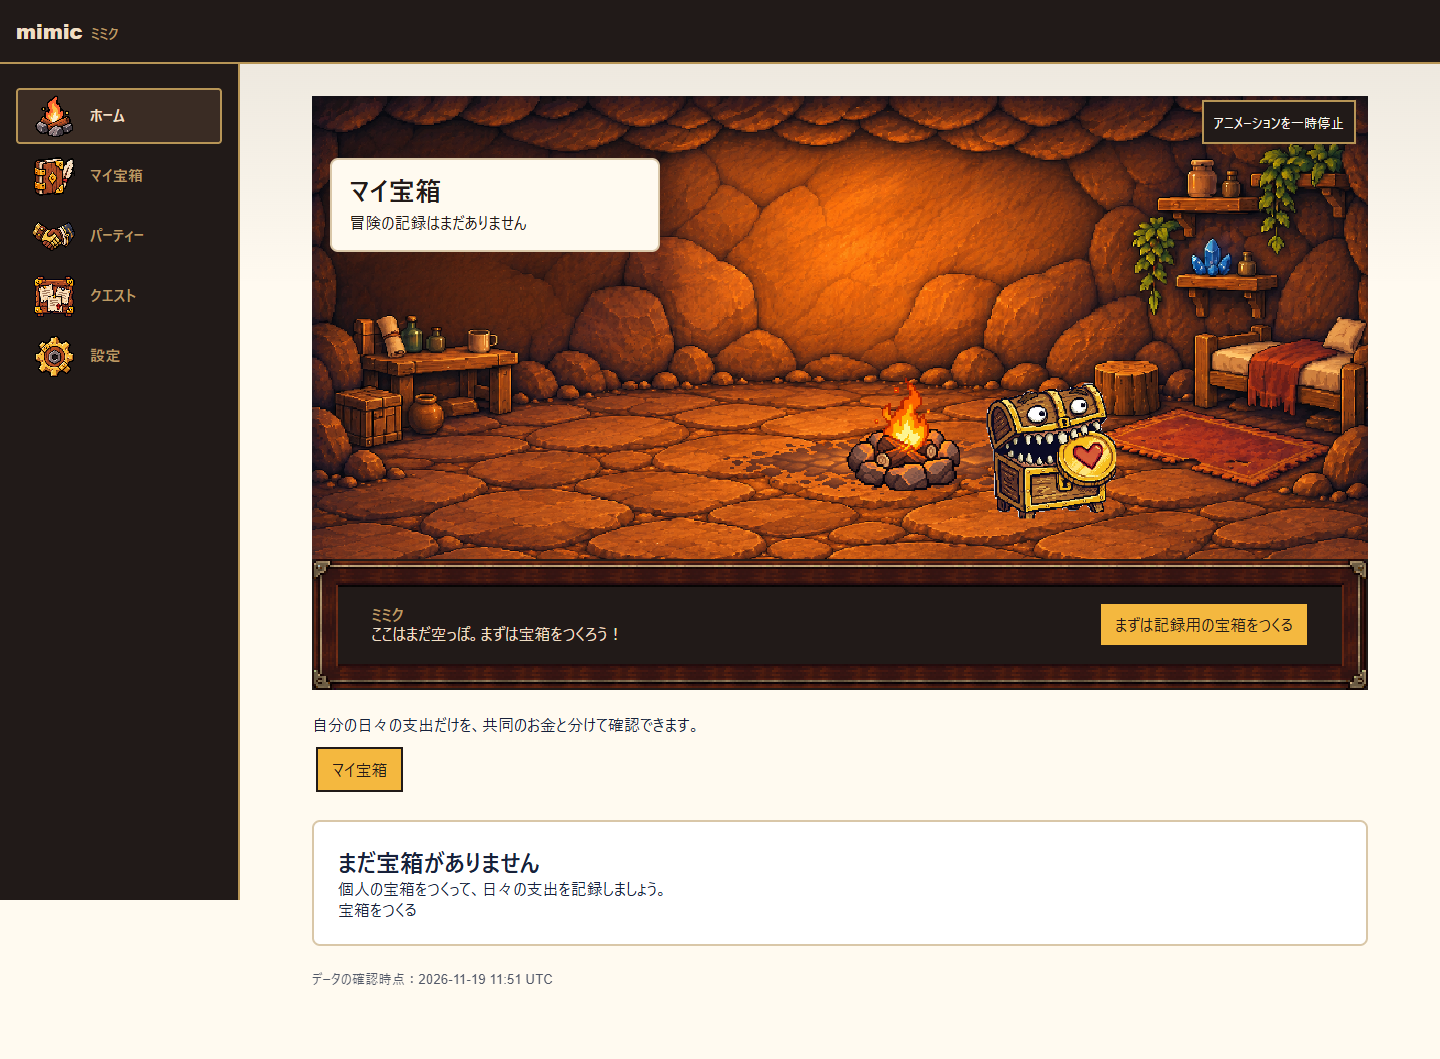 mimic ミミク
ホーム
マイ宝箱
パーティー
クエスト
設定
アニメーションを一時停止
マイ宝箱
冒険の記録はまだありません
ミミク
ここはまだ空っぽ。まずは宝箱をつくろう！
まずは記録用の宝箱をつくる
自分の日々の支出だけを、共同のお金と分けて確認できます。
マイ宝箱
まだ宝箱がありません
個人の宝箱をつくって、日々の支出を記録しましょう。
宝箱をつくる
データの確認時点：2026-11-19 11:51 UTC